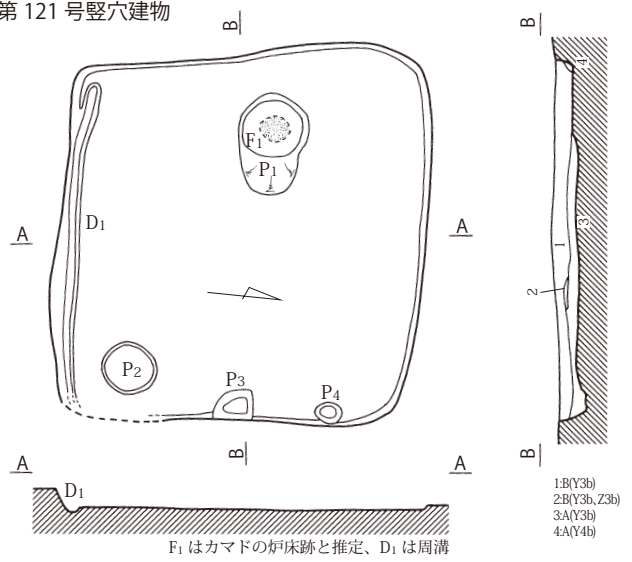 第 121 号竪穴建物
B
B
4
F1
P1
A
D1
A
3
1
2
P2
P3
P4
B
B
A
A
D1
1:B(Y3b)
2:B(Y3b、Z3b)
3:A(Y3b)
4:A(Y4b)
F1 はカマドの炉床跡と推定、D1 は周溝